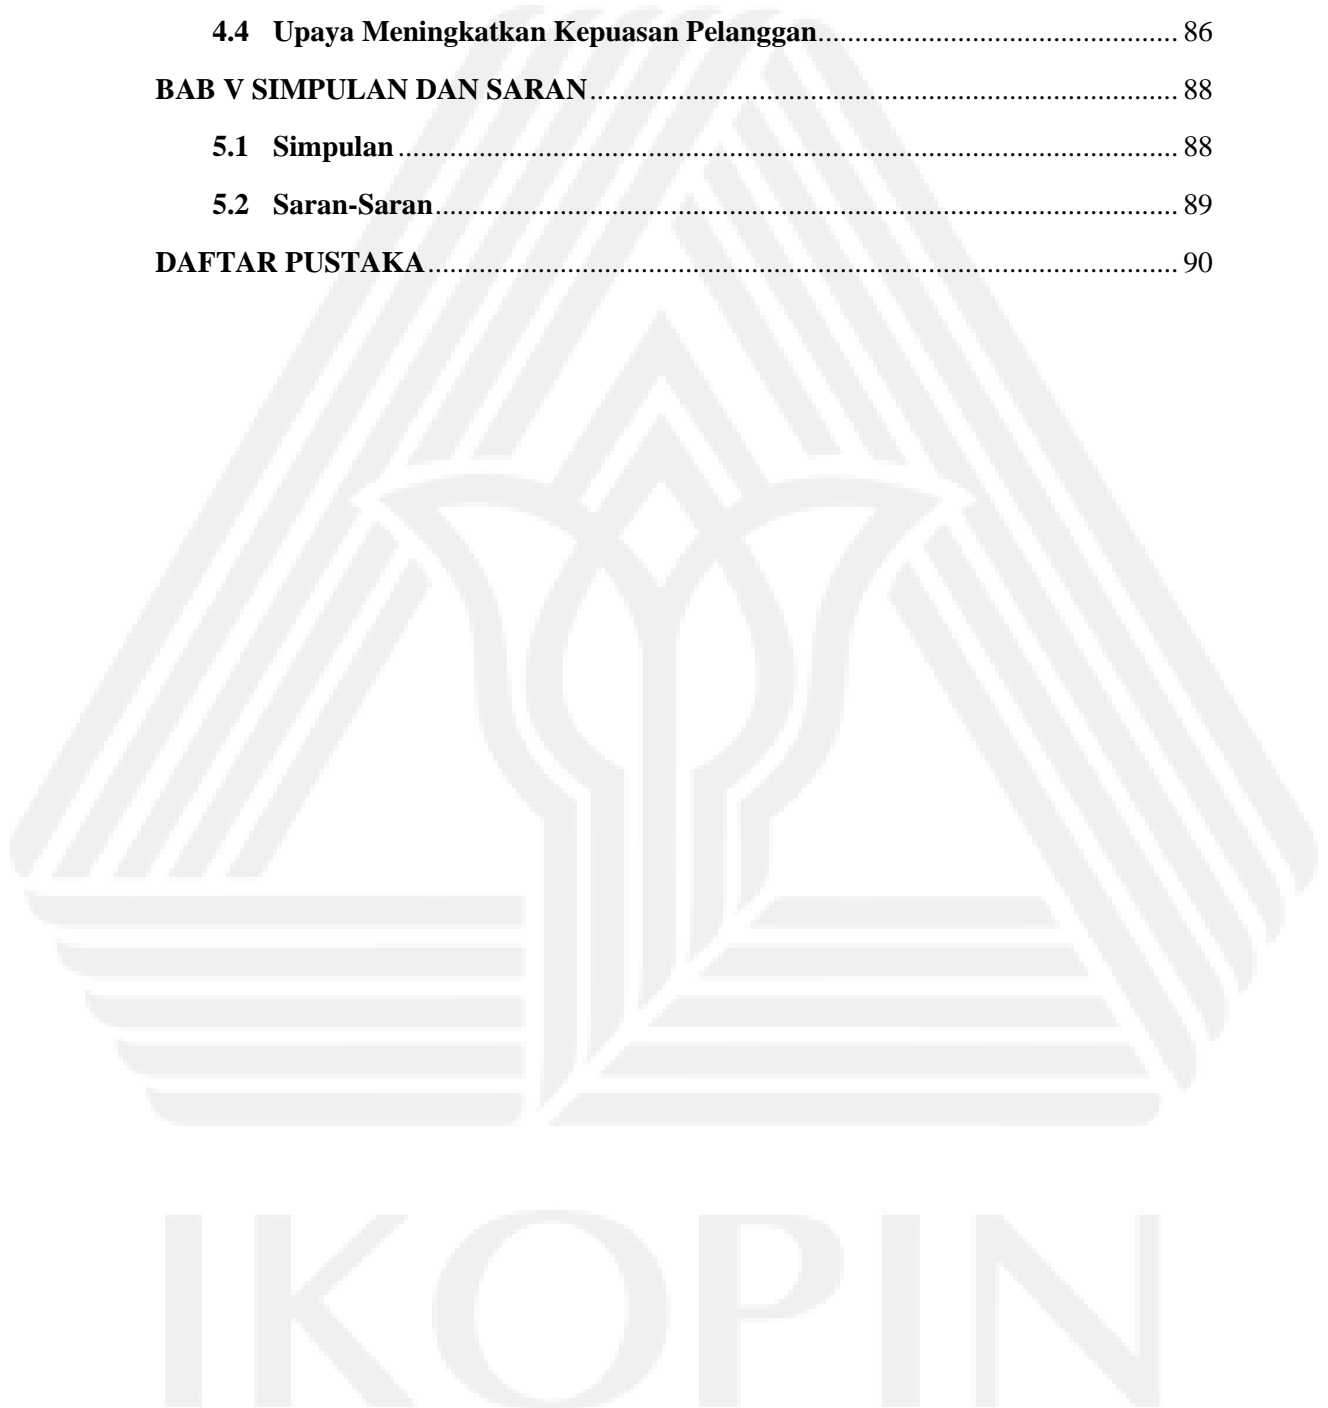 4.4 Upaya Meningkatkan Kepuasan Pelanggan................................................ 86
BAB V SIMPULAN DAN SARAN.............................................................................. 88
5.1 Simpulan........................................................................................................ 88
5.2 Saran-Saran................................................................................................... 89
DAFTAR PUSTAKA.................................................................................................... 90
IKOPIN